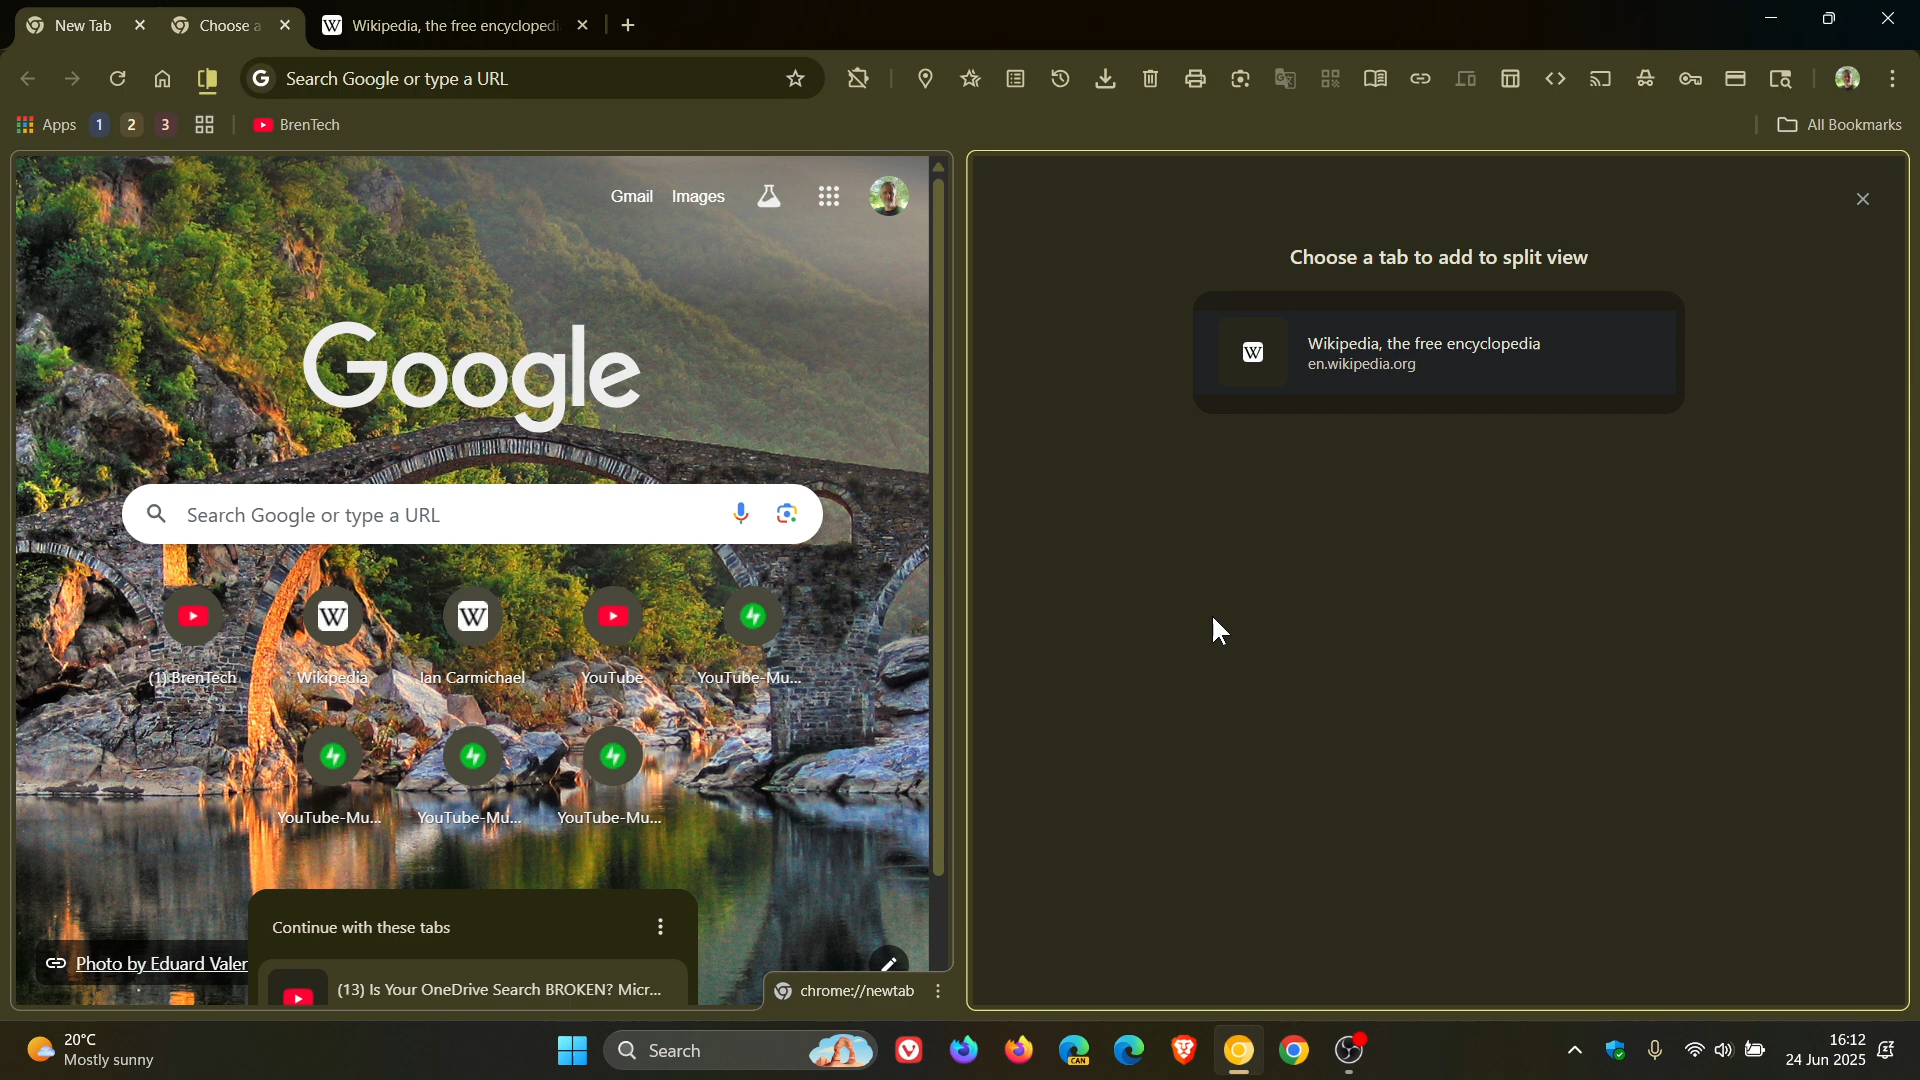 New Tab
Choose a
Wikipedia, the free encyclopedi
Search Google or type a URL
Apps
1
2
3
BrenTech
All Bookmarks
Gmail
Images
Google
Search Google or type a URL
(1) BrenTech
Wikipedia
Ian Carmichael
YouTube
YouTube-Mu...
YouTube-Mu...
YouTube-Mu...
YouTube-Mu...
Continue with these tabs
Photo by Eduard Valer
(13) Is Your OneDrive Search BROKEN? Micr...
chrome://newtab
Choose a tab to add to split view
W
Wikipedia, the free encyclopedia
en.wikipedia.org
20°C
Mostly sunny
Search
CAN
16:12
24 Jun 2025